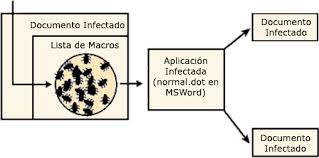 Documento Infectado
Lista de Macros
Aplicación
Infectada
(normal.dot en
MSWord)
Documento
Infectado
Documento
Infectado